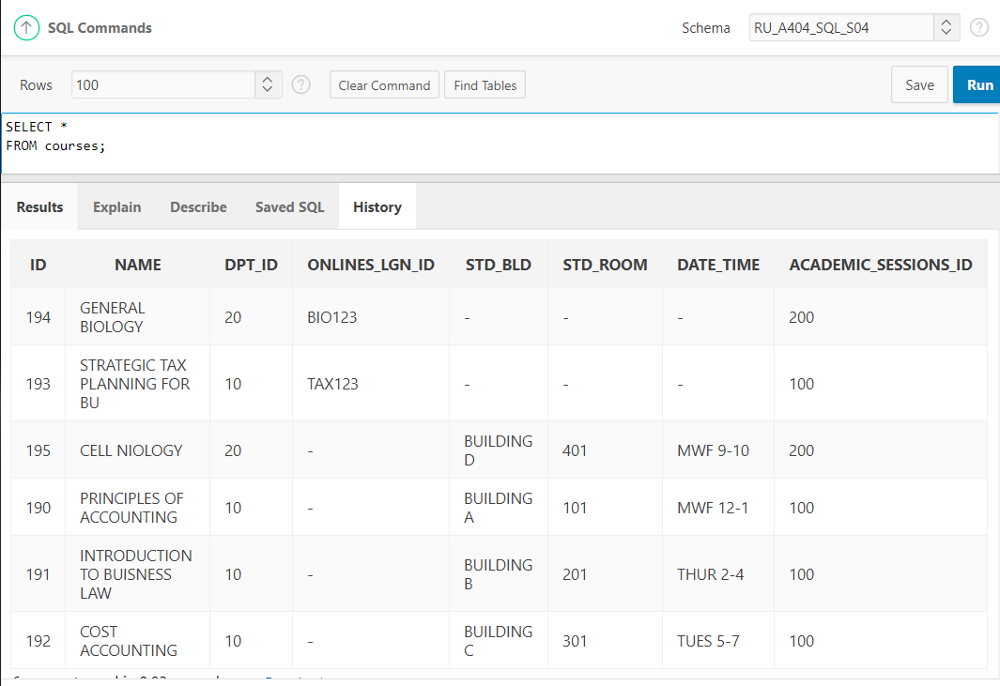 SQL Commands Schema RU_A404_SQL_S04 ?
Rows 100 ? Clear Command Find Tables Save Run
SELECT *
FROM courses;
Results Explain Describe Saved SQL History
ID NAME DPT_ID ONLINES_LGN_ID STD_BLD STD_ROOM DATE_TIME ACADEMIC_SESSIONS_ID
194 GENERAL BIOLOGY 20 BIO123 - - - 200
193 STRATEGIC TAX PLANNING FOR BU 10 TAX123 - - - 100
195 CELL NIOLOGY 20 - BUILDING D 401 MWF 9-10 200
190 PRINCIPLES OF ACCOUNTING 10 - BUILDING A 101 MWF 12-1 100
191 INTRODUCTION TO BUISNESS LAW 10 - BUILDING B 201 THUR 2-4 100
192 COST ACCOUNTING 10 - BUILDING C 301 TUES 5-7 100